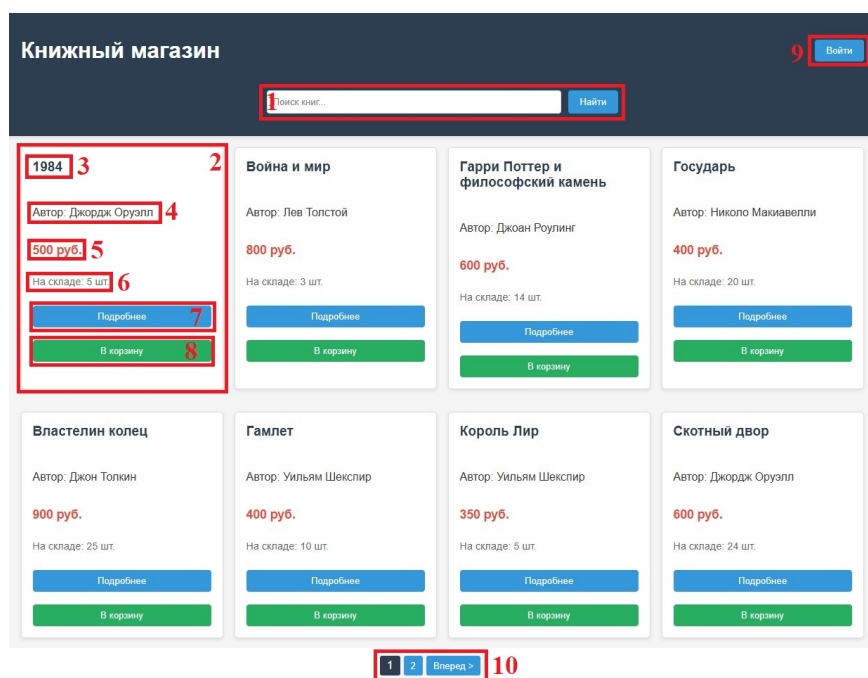 Книжный магазин
9 Войти
1 Поиск книг... Найти
1984 3 2
Автор: Джордж Оруэлл 4
500 руб. 5
На складе: 5 шт. 6
Подробнее 7
В корзину 8
Война и мир
Автор: Лев Толстой
800 руб.
На складе: 3 шт.
Подробнее
В корзину
Гарри Поттер и
философский камень
Автор: Джоан Роулинг
600 руб.
На складе: 14 шт.
Подробнее
В корзину
Государь
Автор: Николо Макиавелли
400 руб.
На складе: 20 шт.
Подробнее
В корзину
Властелин колец
Автор: Джон Толкин
900 руб.
На складе: 25 шт.
Подробнее
В корзину
Гамлет
Автор: Уильям Шекспир
400 руб.
На складе: 10 шт.
Подробнее
В корзину
Король Лир
Автор: Уильям Шекспир
350 руб.
На складе: 5 шт.
Подробнее
В корзину
Скотный двор
Автор: Джордж Оруэлл
600 руб.
На складе: 24 шт.
Подробнее
В корзину
1 2 Вперед > 10